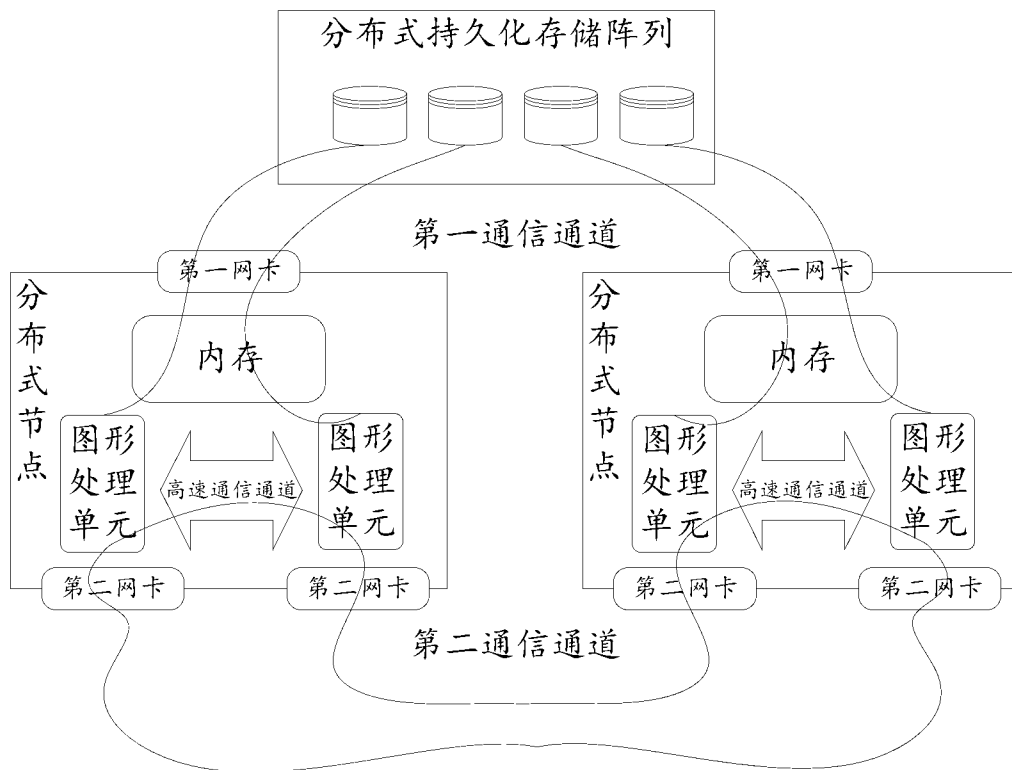 分布式持久化存储阵列
第一通信通道
第一网卡
第一网卡
分布式节点
内存
分布式节点
内存
图形
处理
单元
高速通信通道
图形
处理
单元
图形
处理
单元
高速通信通道
图形
处理
单元
第二网卡
第二网卡
第二网卡
第二网卡
第二通信通道